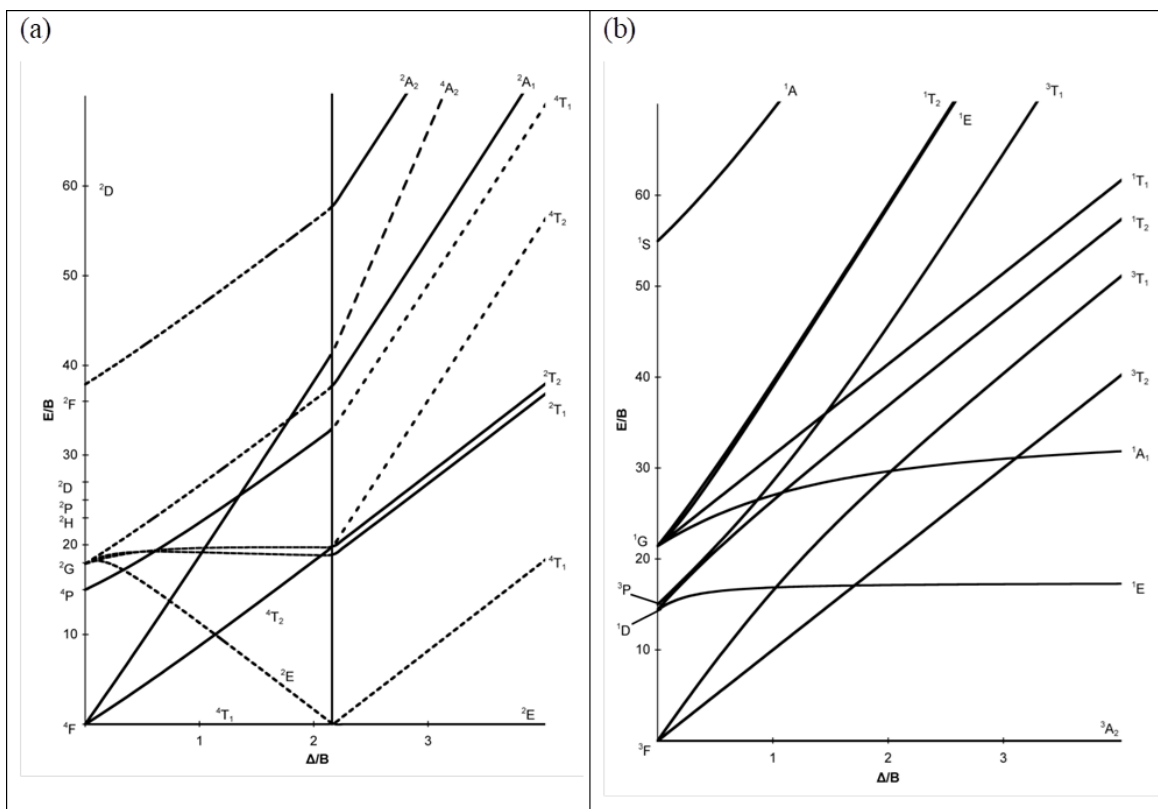 (a)
²A₂
⁴A₂
²A₁
⁴T₁
⁴T₂
60
²D
50
40
²F
E/B
²T₂
²T₁
30
²D
²P
²H
20
²G
⁴P
⁴T₁
10
⁴T₂
²E
⁴F
⁴T₁
²E
1
2
3
Δ/B
(b)
¹A
¹T₂
¹E
³T₁
60
¹S
¹T₁
¹T₂
50
³T₁
40
³T₂
E/B
30
¹A₁
¹G
20
³P
¹D
¹E
10
³F
³A₂
1
2
3
Δ/B